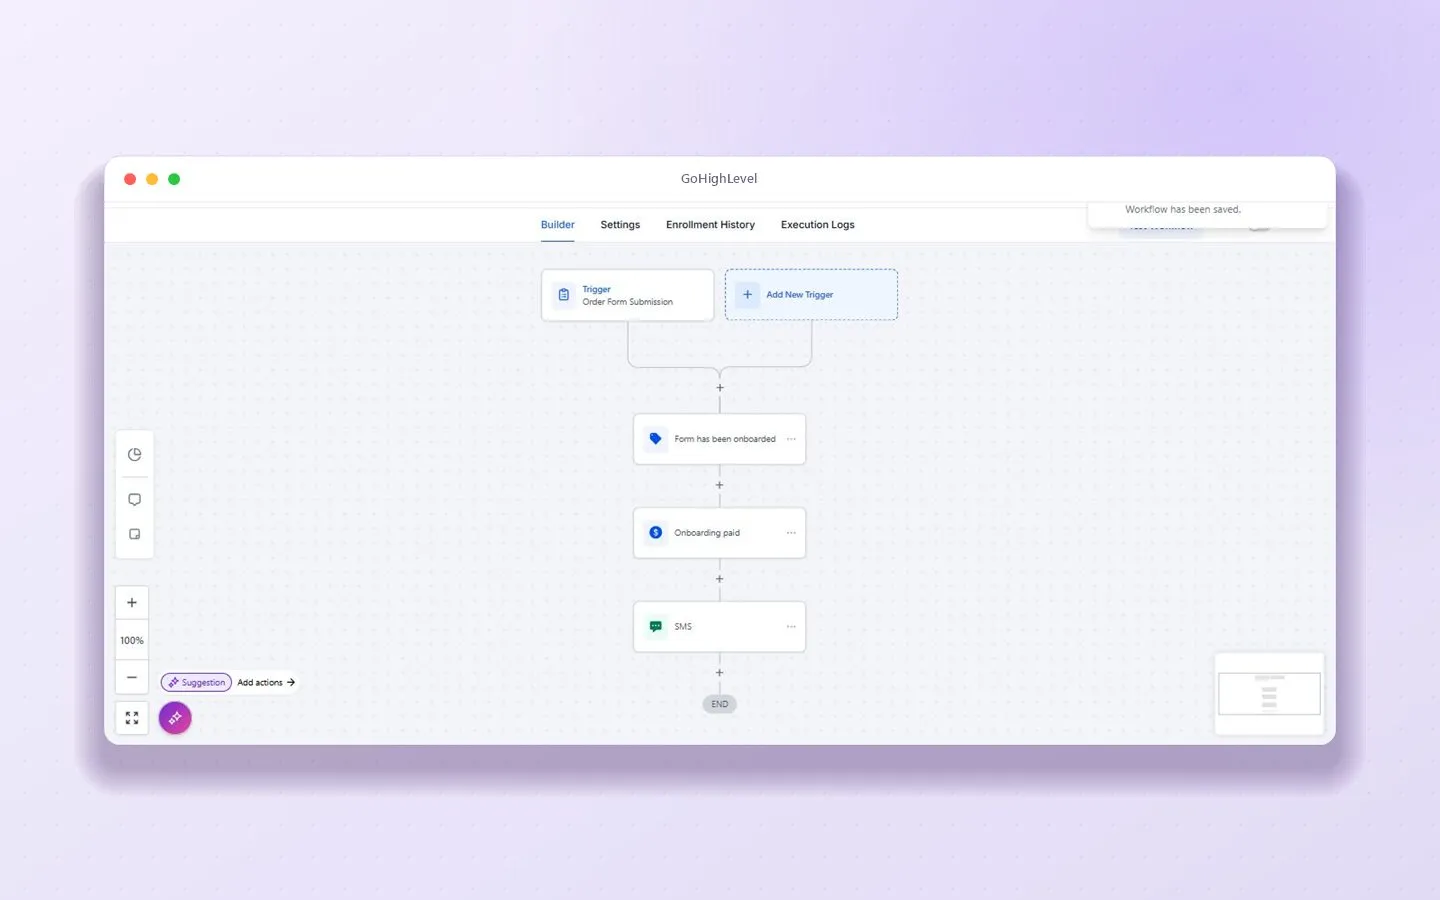 GoHighLevel
Workflow has been saved.
Builder
Settings
Enrollment History
Execution Logs
Trigger
Order Form Submission
Add New Trigger
Form has been onboarded
Onboarding paid
SMS
END
100%
Suggestion
Add actions